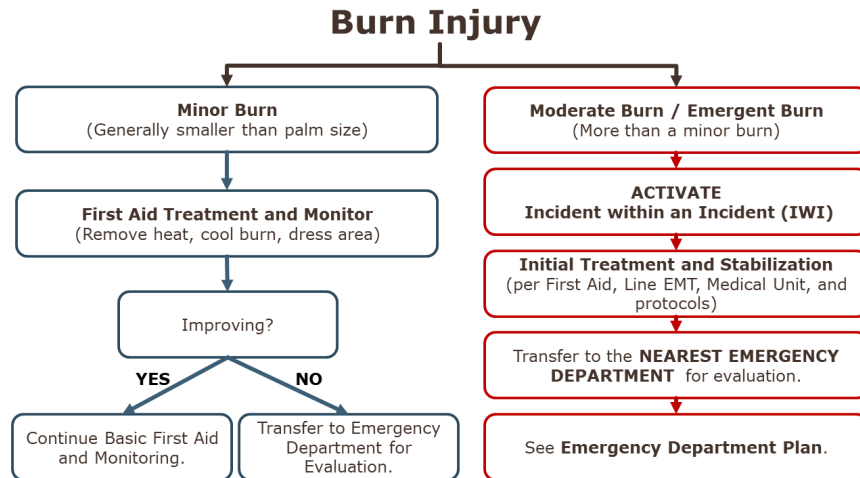 Burn Injury
Minor Burn
(Generally smaller than palm size)
First Aid Treatment and Monitor
(Remove heat, cool burn, dress area)
Improving?
YES
NO
Continue Basic First Aid
and Monitoring.
Transfer to Emergency
Department for
Evaluation.
Moderate Burn / Emergent Burn
(More than a minor burn)
ACTIVATE
Incident within an Incident (IWI)
Initial Treatment and Stabilization
(per First Aid, Line EMT, Medical Unit, and
protocols)
Transfer to the NEAREST EMERGENCY
DEPARTMENT for evaluation.
See Emergency Department Plan.